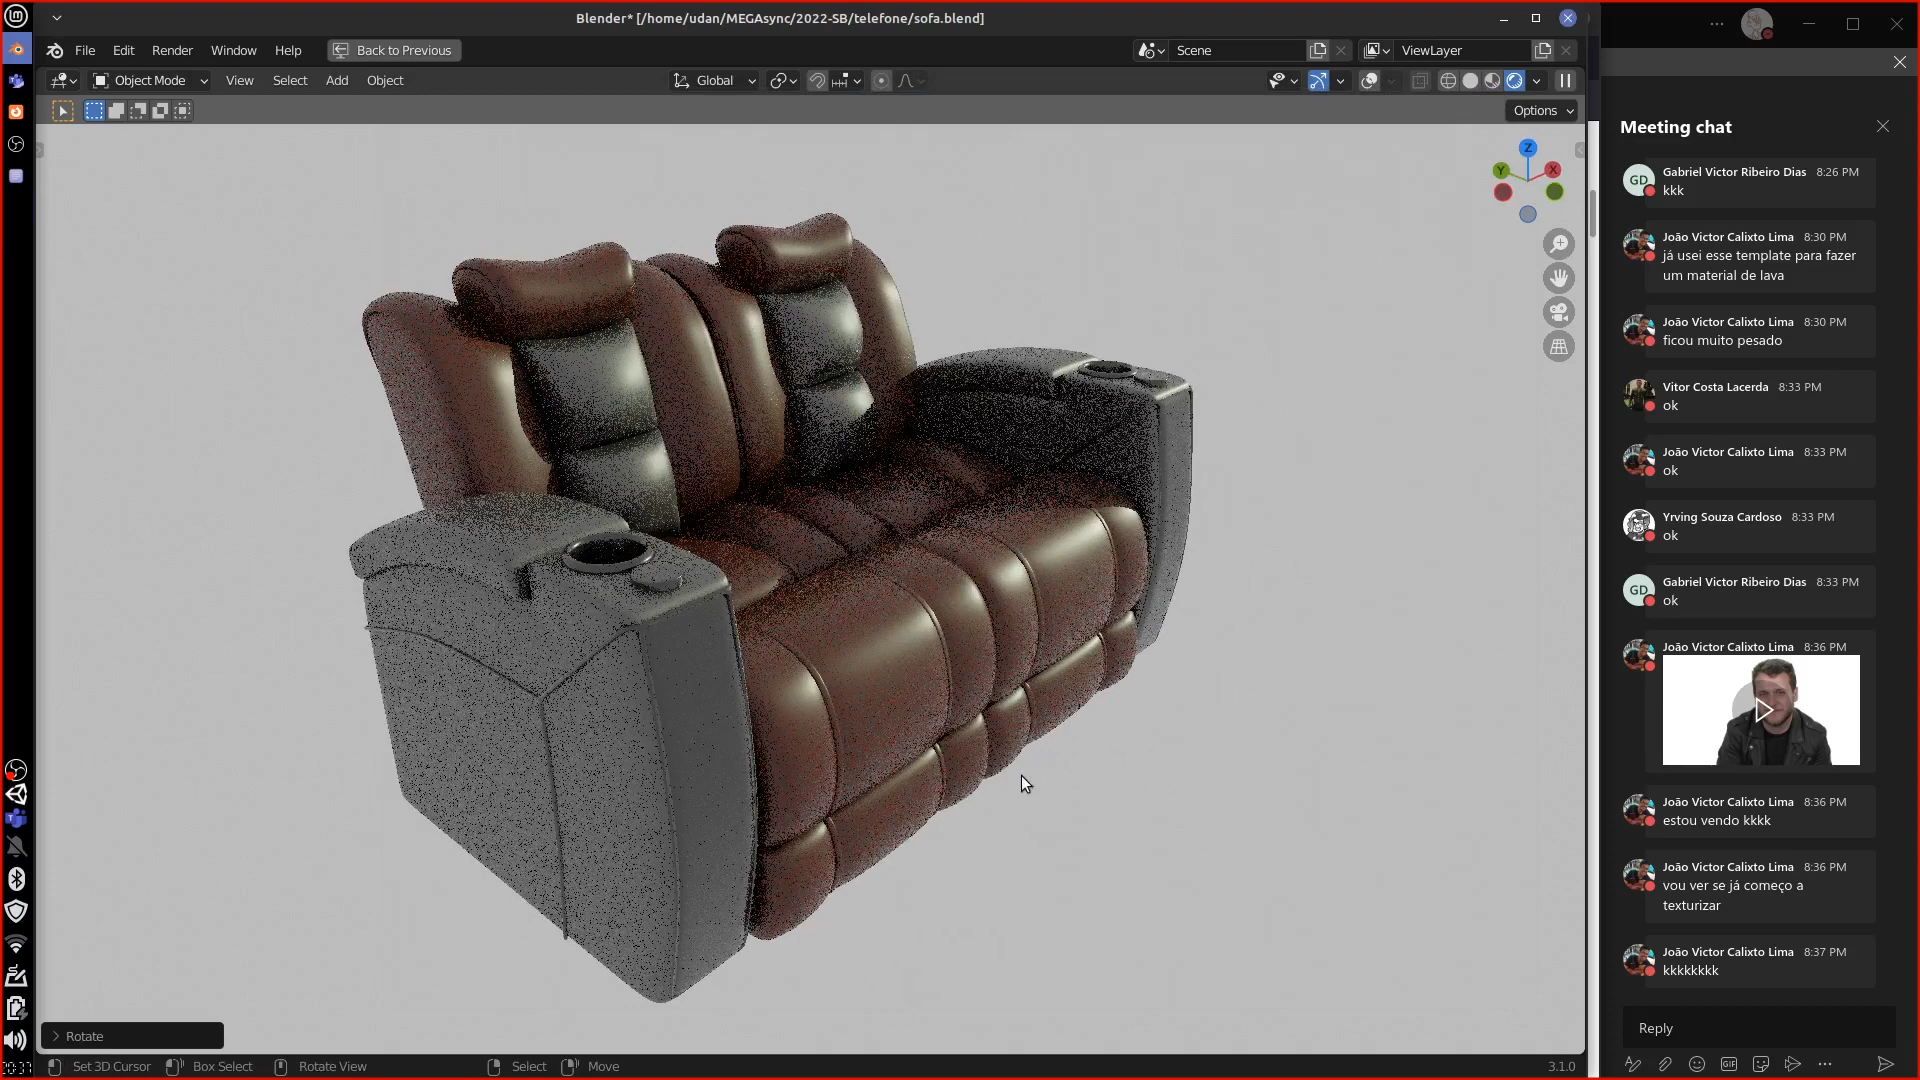 Blender* [/home/udan/MEGAsync/2022-SB/telefone/sofa.blend]
File Edit Render Window Help Back to Previous Scene ViewLayer
Object Mode View Select Add Object Global
Options
Z
Y
X
Rotate
Set 3D Cursor Box Select Rotate View Select Move 3.1.0
20:37
Meeting chat
GD
Gabriel Victor Ribeiro Dias 8:26 PM
kkk
João Victor Calixto Lima 8:30 PM
já usei esse template para fazer
um material de lava
João Victor Calixto Lima 8:30 PM
ficou muito pesado
Vitor Costa Lacerda 8:33 PM
ok
João Victor Calixto Lima 8:33 PM
ok
Yrving Souza Cardoso 8:33 PM
ok
GD
Gabriel Victor Ribeiro Dias 8:33 PM
ok
João Victor Calixto Lima 8:36 PM
João Victor Calixto Lima 8:36 PM
estou vendo kkkk
João Victor Calixto Lima 8:36 PM
vou ver se já começo a
texturizar
João Victor Calixto Lima 8:37 PM
kkkkkkkk
Reply
GIF